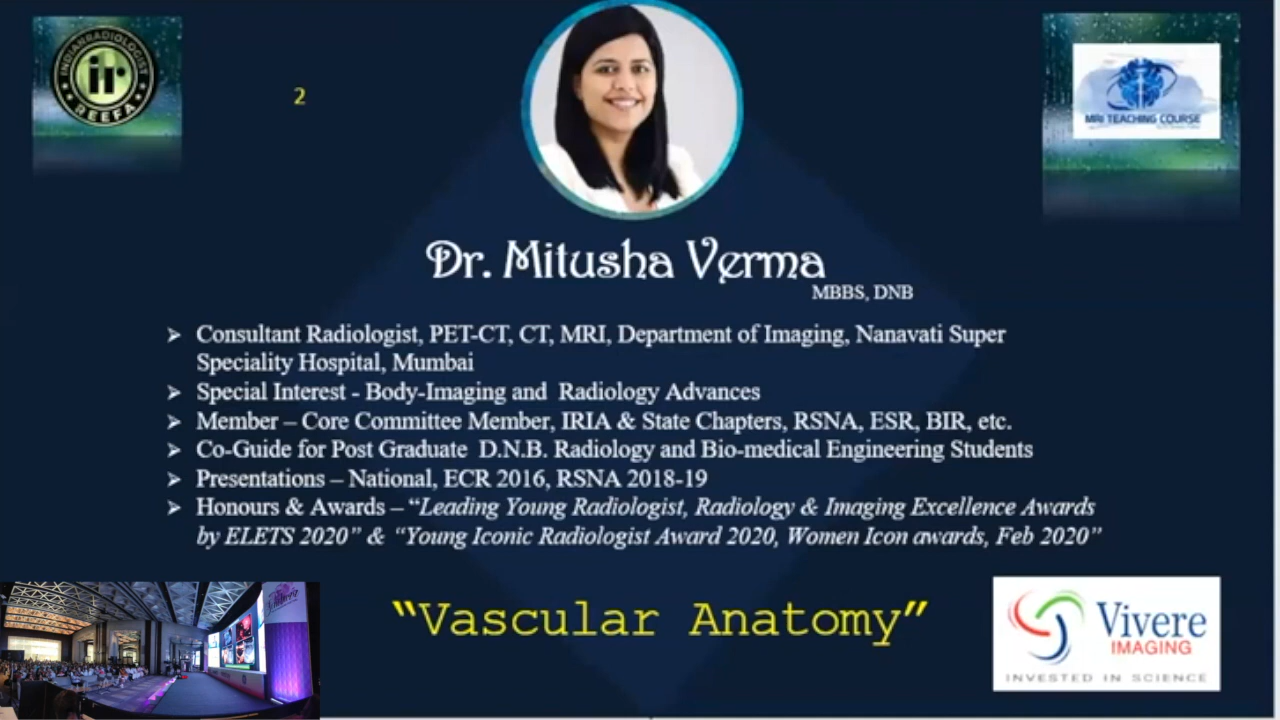 INDIANRADIOLOGIST
ir
REEFA
2
MRI TEACHING COURSE
Dr. Mitusha Verma
MBBS, DNB
➢ Consultant Radiologist, PET-CT, CT, MRI, Department of Imaging, Nanavati Super
Speciality Hospital, Mumbai
➢ Special Interest - Body-Imaging and Radiology Advances
➢ Member – Core Committee Member, IRIA & State Chapters, RSNA, ESR, BIR, etc.
➢ Co-Guide for Post Graduate D.N.B. Radiology and Bio-medical Engineering Students
➢ Presentations – National, ECR 2016, RSNA 2018-19
➢ Honours & Awards – “Leading Young Radiologist, Radiology & Imaging Excellence Awards
by ELETS 2020” & “Young Iconic Radiologist Award 2020, Women Icon awards, Feb 2020”
“Vascular Anatomy”
Vivere
IMAGING
INVESTED IN SCIENCE